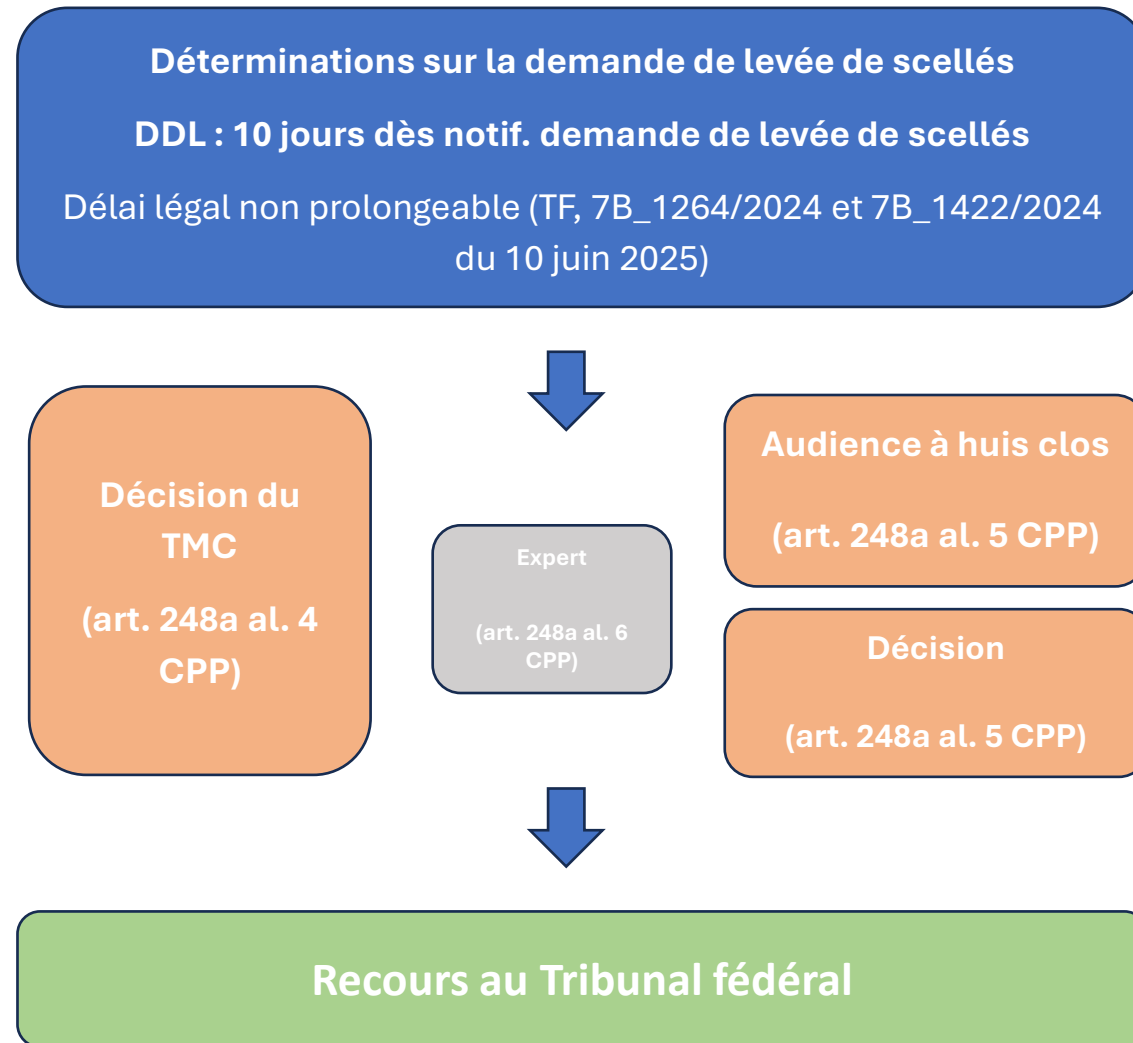 Déterminations sur la demande de levée de scellés
DDL : 10 jours dès notif. demande de levée de scellés
Délai légal non prolongeable (TF, 7B_1264/2024 et 7B_1422/2024
du 10 juin 2025)
Décision du
TMC
(art. 248a al. 4
CPP)
Expert
(art. 248a al. 6
CPP)
Audience à huis clos
(art. 248a al. 5 CPP)
Décision
(art. 248a al. 5 CPP)
Recours au Tribunal fédéral